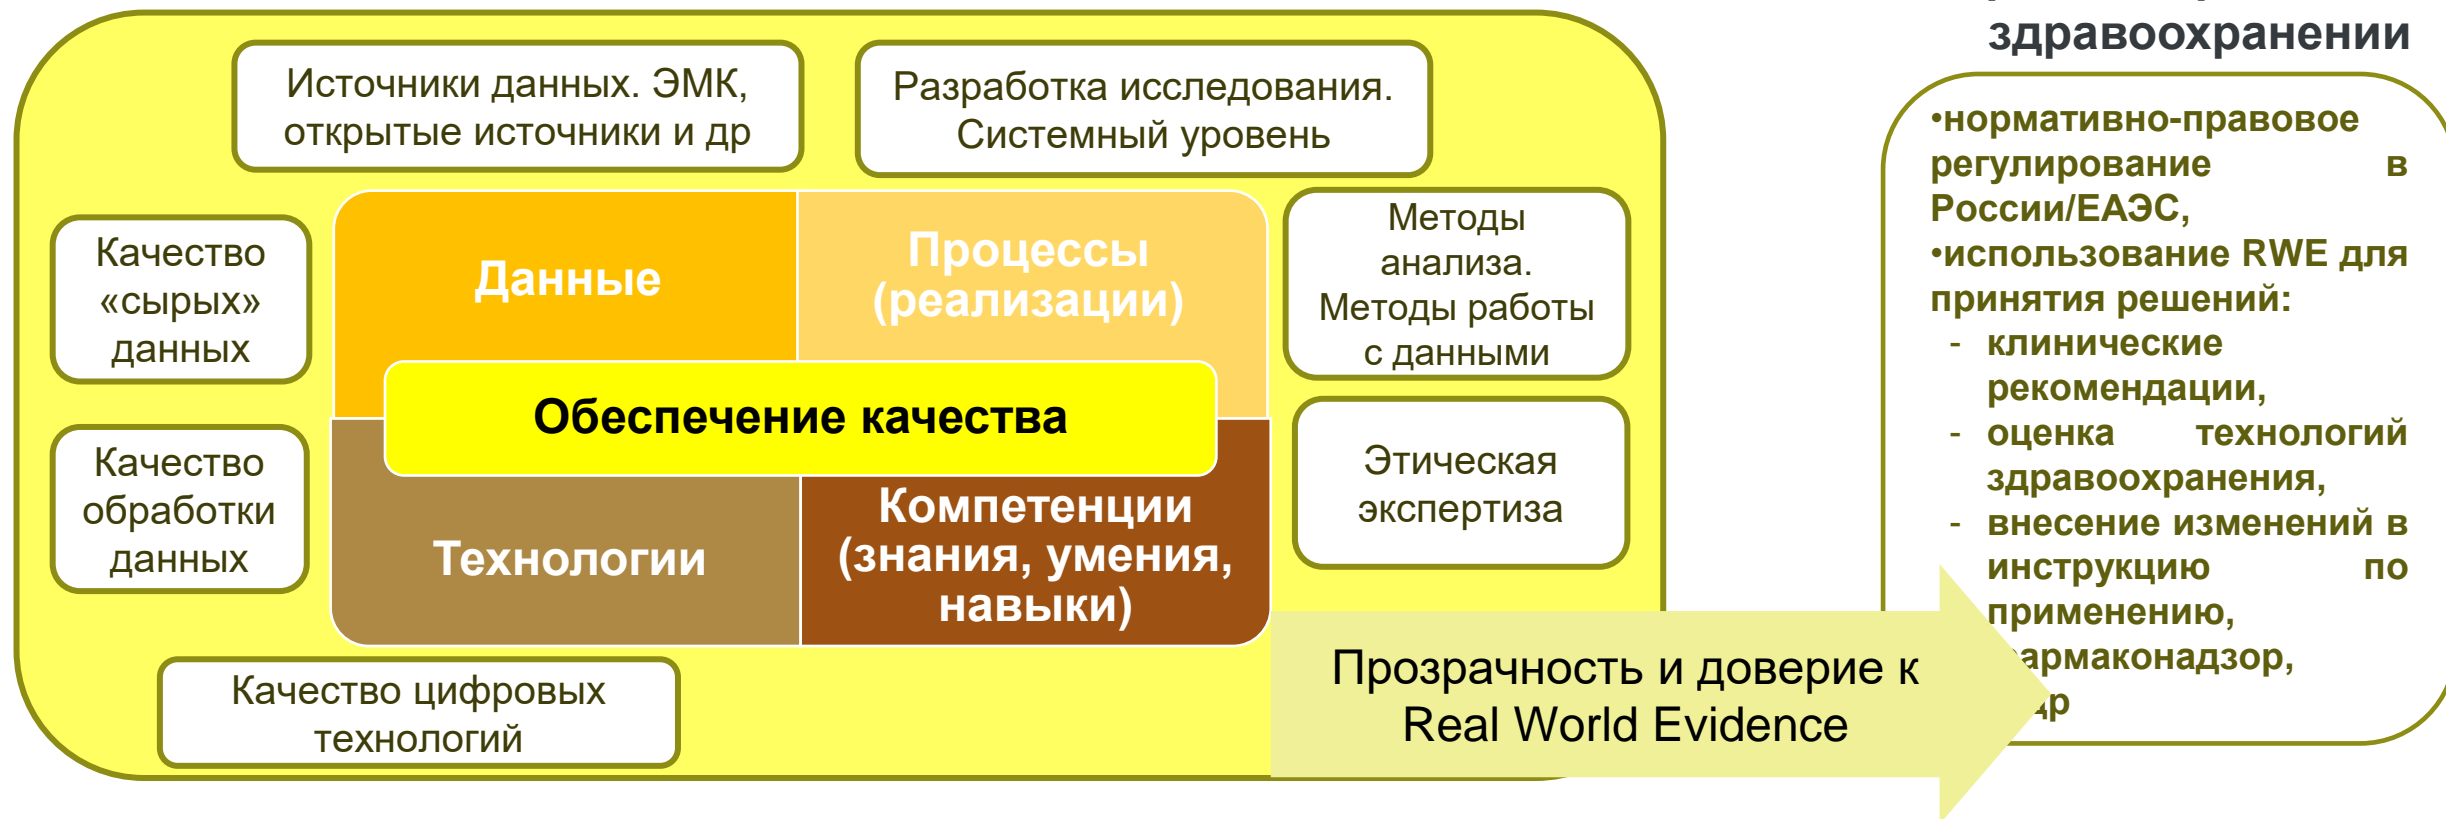 Источники данных. ЭМК,
открытые источники и др
Разработка исследования.
Системный уровень
Качество
«сырых»
данных
Данные
Процессы
(реализации)
Методы
анализа.
Методы работы
с данными
Обеспечение качества
Качество
обработки
данных
Технологии
Компетенции
(знания, умения,
навыки)
Этическая
экспертиза
Качество цифровых
технологий
Прозрачность и доверие к
Real World Evidence
здравоохранении
•нормативно-правовое
регулирование в
России/ЕАЭС,
•использование RWE для
принятия решений:
- клинические
рекомендации,
- оценка технологий
здравоохранения,
- внесение изменений в
инструкцию по
применению,
армаконадзор,
др